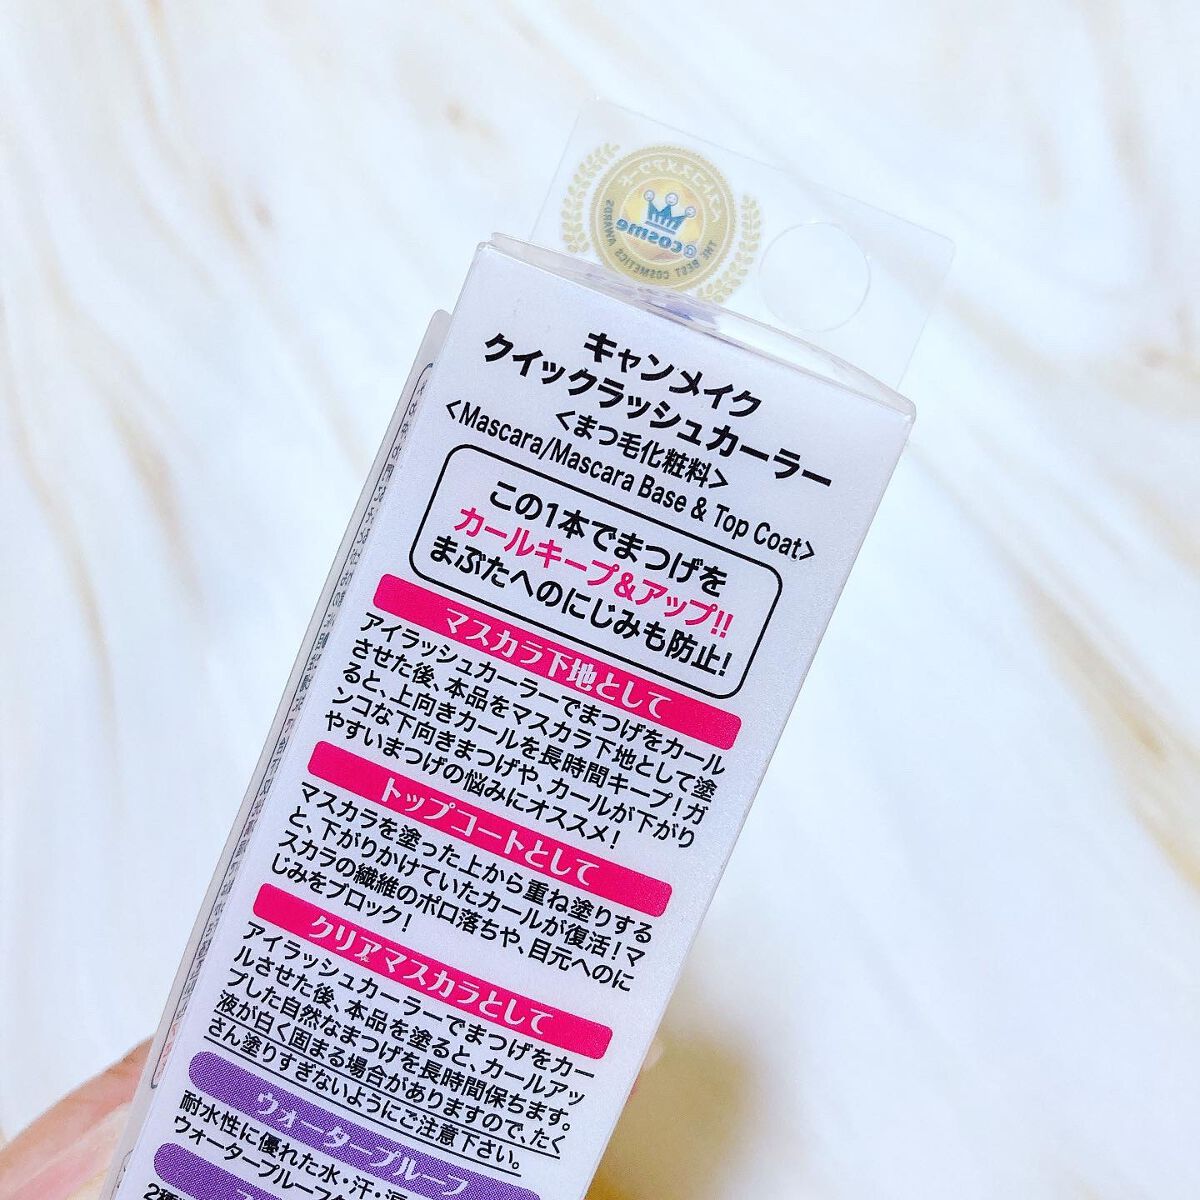 ベストコスメアワード
@cosme
THE BEST COSMETICS AWARDS
キャンメイク
クイックラッシュカーラー
<まつ毛化粧料>
<Mascara/Mascara Base & Top Coat>
この1本でまつげを
カールキープ&アップ!!
まぶたへのにじみも防止!
マスカラ下地として
アイラッシュカーラーでまつげをカール
させた後、本品をマスカラ下地として塗
ると、上向きカールを長時間キープ!ガ
ンコな下向きまつげや、カールが下がり
やすいまつげの悩みにオススメ!
トップコートとして
マスカラを塗った上から重ね塗りする
と、下がりかけていたカールが復活!マ
スカラの繊維のポロ落ちや、目元へのに
じみをブロック!
クリアマスカラとして
アイラッシュカーラーでまつげをカー
ルさせた後、本品を塗ると、カールアッ
プした自然なまつげを長時間保ちます。
液が白く固まる場合がありますので、たく
さん塗りすぎないようにご注意下さい。
ウォータープルーフ
耐水性に優れた水・汗・涙
ウォータープルーフ
2種